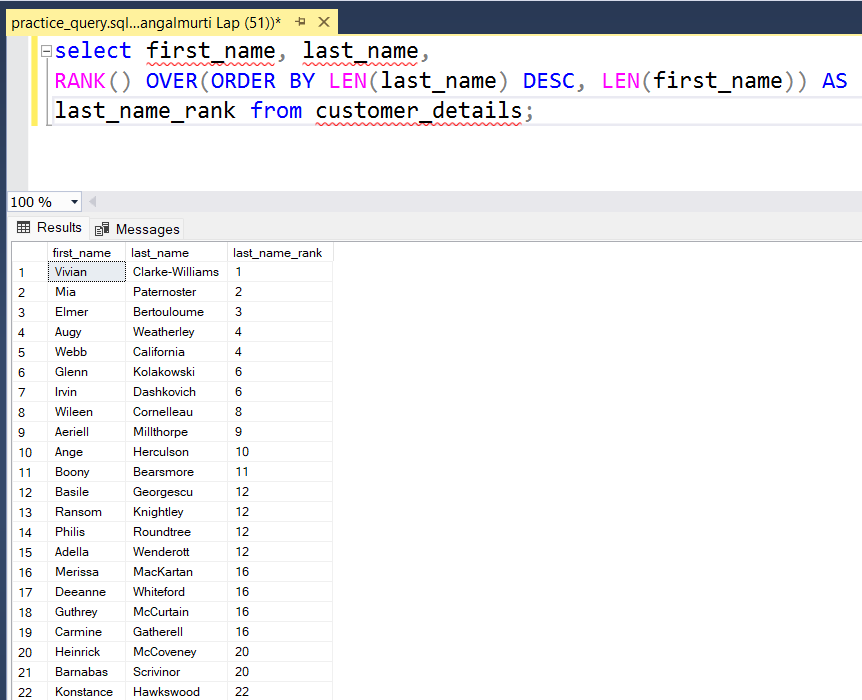 practice_query.sql...angalmurti Lap (51))*
select first_name, last_name,
RANK() OVER(ORDER BY LEN(last_name) DESC, LEN(first_name)) AS
last_name_rank from customer_details;
100 %
Results Messages
first_name last_name last_name_rank
1 Vivian Clarke-Williams 1
2 Mia Paternoster 2
3 Elmer Bertouloume 3
4 Augy Weatherley 4
5 Webb California 4
6 Glenn Kolakowski 6
7 Irvin Dashkovich 6
8 Wileen Cornelleau 8
9 Aeriell Millthorpe 9
10 Ange Herculson 10
11 Boony Bearsmore 11
12 Basile Georgescu 12
13 Ransom Knightley 12
14 Philis Roundtree 12
15 Adella Wenderott 12
16 Merissa MacKartan 16
17 Deeanne Whiteford 16
18 Guthrey McCurtain 16
19 Carmine Gatherell 16
20 Heinrick McCoveney 20
21 Barnabas Scrivinor 20
22 Konstance Hawkswood 22